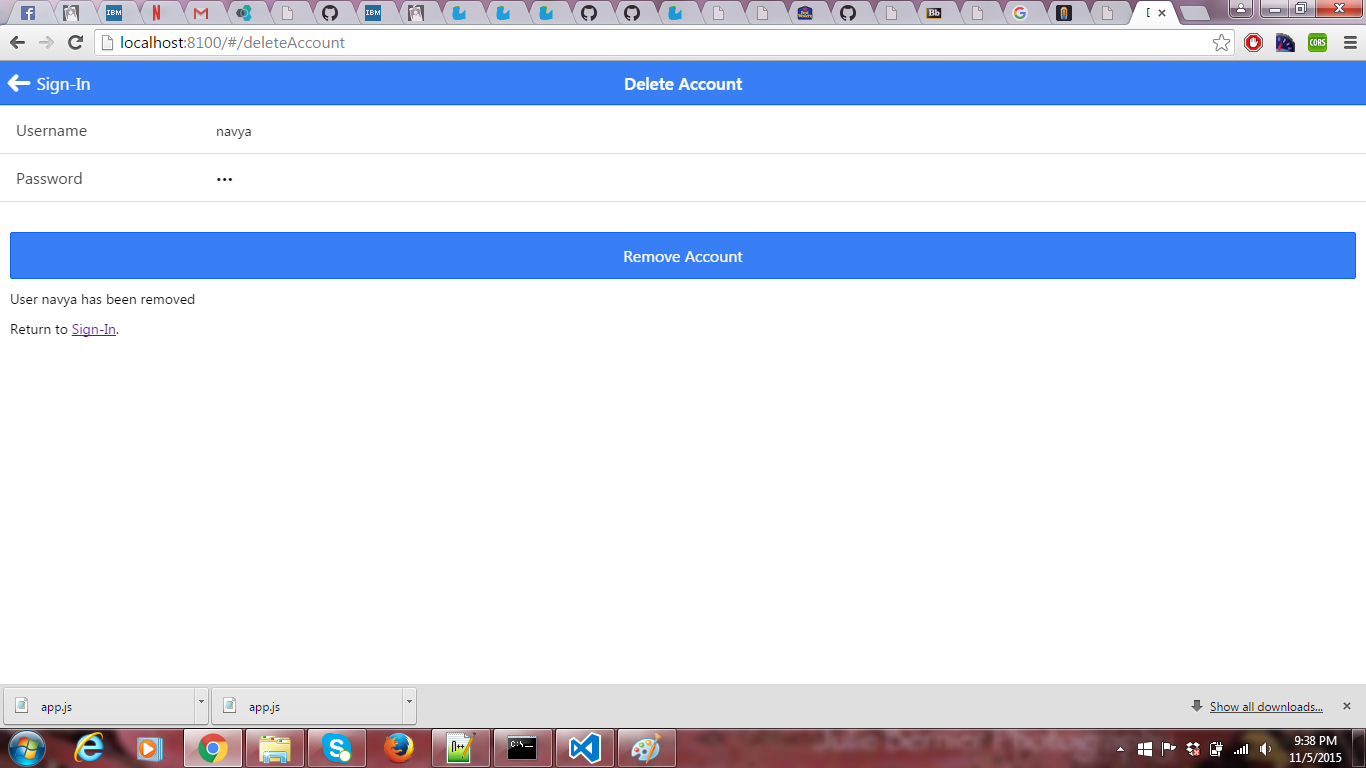 IBM
N
IBM
Bb
G
D
localhost:8100/#/deleteAccount
CORS
Sign-In
Delete Account
Username navya
Password •••
Remove Account
User navya has been removed
Return to Sign-In.
app.js
app.js
Show all downloads...
C:\
9:38 PM
11/5/2015